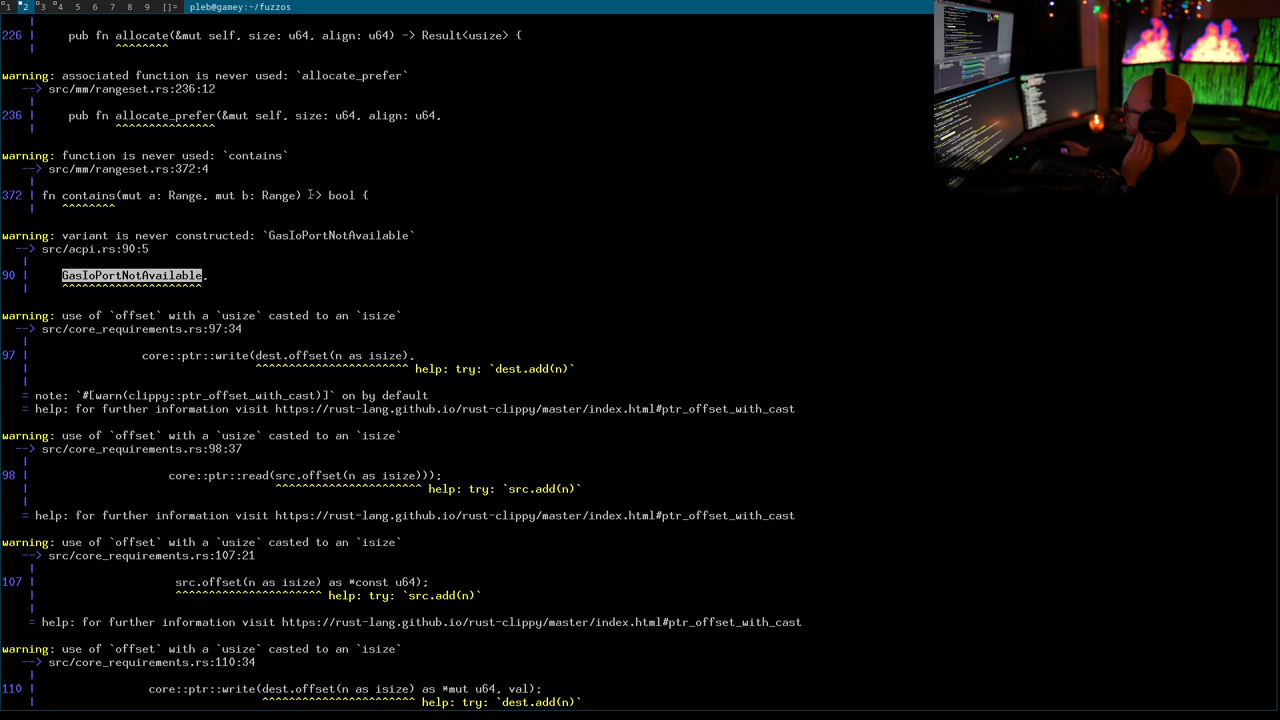 1 2 3 4 5 6 7 8 9 []= pleb@gamey:~/fuzzos
|
226 | pub fn allocate(&mut self, size: u64, align: u64) -> Result<usize> {
| ^^^^^^^^
warning: associated function is never used: `allocate_prefer`
--> src/mm/rangeset.rs:236:12
|
236 | pub fn allocate_prefer(&mut self, size: u64, align: u64,
| ^^^^^^^^^^^^^^^
warning: function is never used: `contains`
--> src/mm/rangeset.rs:372:4
|
372 | fn contains(mut a: Range, mut b: Range) -> bool {
| ^^^^^^^^
warning: variant is never constructed: `GasIoPortNotAvailable`
--> src/acpi.rs:90:5
|
90 | GasIoPortNotAvailable,
| ^^^^^^^^^^^^^^^^^^^^^
warning: use of `offset` with a `usize` casted to an `isize`
--> src/core_requirements.rs:97:34
|
97 | core::ptr::write(dest.offset(n as isize),
| ^^^^^^^^^^^^^^^^^^^^^^^ help: try: `dest.add(n)`
|
= note: `#[warn(clippy::ptr_offset_with_cast)]` on by default
= help: for further information visit https://rust-lang.github.io/rust-clippy/master/index.html#ptr_offset_with_cast
warning: use of `offset` with a `usize` casted to an `isize`
--> src/core_requirements.rs:98:37
|
98 | core::ptr::read(src.offset(n as isize)));
| ^^^^^^^^^^^^^^^^^^^^^^ help: try: `src.add(n)`
|
= help: for further information visit https://rust-lang.github.io/rust-clippy/master/index.html#ptr_offset_with_cast
warning: use of `offset` with a `usize` casted to an `isize`
--> src/core_requirements.rs:107:21
|
107 | src.offset(n as isize) as *const u64);
| ^^^^^^^^^^^^^^^^^^^^^^ help: try: `src.add(n)`
|
= help: for further information visit https://rust-lang.github.io/rust-clippy/master/index.html#ptr_offset_with_cast
warning: use of `offset` with a `usize` casted to an `isize`
--> src/core_requirements.rs:110:34
|
110 | core::ptr::write(dest.offset(n as isize) as *mut u64, val);
| ^^^^^^^^^^^^^^^^^^^^^^^ help: try: `dest.add(n)`